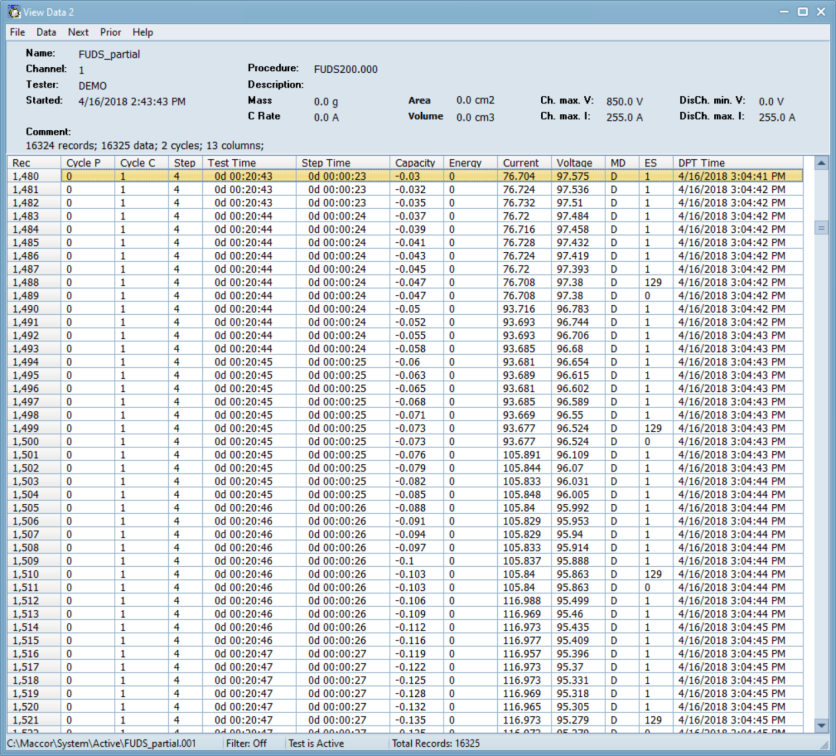 View Data 2
File Data Next Prior Help
Name: FUDS_partial
Channel: 1 Procedure: FUDS200.000
Tester: DEMO Description:
Started: 4/16/2018 2:43:43 PM Mass 0.0 g Area 0.0 cm2 Ch. max. V: 850.0 V DisCh. min. V: 0.0 V
C Rate 0.0 A Volume 0.0 cm3 Ch. max. I: 255.0 A DisCh. max. I: 255.0 A
Comment:
16324 records; 16325 data; 2 cycles; 13 columns;
Rec Cycle P Cycle C Step Test Time Step Time Capacity Energy Current Voltage MD ES DPT Time
1,480 0 1 4 0d 00:20:43 0d 00:00:23 -0.03 0 76.704 97.575 D 1 4/16/2018 3:04:41 PM
1,481 0 1 4 0d 00:20:43 0d 00:00:23 -0.032 0 76.724 97.536 D 1 4/16/2018 3:04:42 PM
1,482 0 1 4 0d 00:20:43 0d 00:00:23 -0.035 0 76.732 97.51 D 1 4/16/2018 3:04:42 PM
1,483 0 1 4 0d 00:20:44 0d 00:00:24 -0.037 0 76.72 97.484 D 1 4/16/2018 3:04:42 PM
1,484 0 1 4 0d 00:20:44 0d 00:00:24 -0.039 0 76.716 97.458 D 1 4/16/2018 3:04:42 PM
1,485 0 1 4 0d 00:20:44 0d 00:00:24 -0.041 0 76.728 97.432 D 1 4/16/2018 3:04:42 PM
1,486 0 1 4 0d 00:20:44 0d 00:00:24 -0.043 0 76.724 97.419 D 1 4/16/2018 3:04:42 PM
1,487 0 1 4 0d 00:20:44 0d 00:00:24 -0.045 0 76.72 97.393 D 1 4/16/2018 3:04:42 PM
1,488 0 1 4 0d 00:20:44 0d 00:00:24 -0.047 0 76.708 97.38 D 129 4/16/2018 3:04:42 PM
1,489 0 1 4 0d 00:20:44 0d 00:00:24 -0.047 0 76.708 97.38 D 0 4/16/2018 3:04:42 PM
1,490 0 1 4 0d 00:20:44 0d 00:00:24 -0.05 0 93.716 96.783 D 1 4/16/2018 3:04:42 PM
1,491 0 1 4 0d 00:20:44 0d 00:00:24 -0.052 0 93.693 96.744 D 1 4/16/2018 3:04:42 PM
1,492 0 1 4 0d 00:20:44 0d 00:00:24 -0.055 0 93.693 96.706 D 1 4/16/2018 3:04:42 PM
1,493 0 1 4 0d 00:20:44 0d 00:00:24 -0.058 0 93.685 96.68 D 1 4/16/2018 3:04:43 PM
1,494 0 1 4 0d 00:20:45 0d 00:00:25 -0.06 0 93.681 96.654 D 1 4/16/2018 3:04:43 PM
1,495 0 1 4 0d 00:20:45 0d 00:00:25 -0.063 0 93.689 96.615 D 1 4/16/2018 3:04:43 PM
1,496 0 1 4 0d 00:20:45 0d 00:00:25 -0.065 0 93.681 96.602 D 1 4/16/2018 3:04:43 PM
1,497 0 1 4 0d 00:20:45 0d 00:00:25 -0.068 0 93.685 96.589 D 1 4/16/2018 3:04:43 PM
1,498 0 1 4 0d 00:20:45 0d 00:00:25 -0.071 0 93.669 96.55 D 1 4/16/2018 3:04:43 PM
1,499 0 1 4 0d 00:20:45 0d 00:00:25 -0.073 0 93.677 96.524 D 129 4/16/2018 3:04:43 PM
1,500 0 1 4 0d 00:20:45 0d 00:00:25 -0.073 0 93.677 96.524 D 0 4/16/2018 3:04:43 PM
1,501 0 1 4 0d 00:20:45 0d 00:00:25 -0.076 0 105.891 96.109 D 1 4/16/2018 3:04:43 PM
1,502 0 1 4 0d 00:20:45 0d 00:00:25 -0.079 0 105.844 96.07 D 1 4/16/2018 3:04:43 PM
1,503 0 1 4 0d 00:20:45 0d 00:00:25 -0.082 0 105.833 96.031 D 1 4/16/2018 3:04:44 PM
1,504 0 1 4 0d 00:20:45 0d 00:00:25 -0.085 0 105.848 96.005 D 1 4/16/2018 3:04:44 PM
1,505 0 1 4 0d 00:20:46 0d 00:00:26 -0.088 0 105.84 95.992 D 1 4/16/2018 3:04:44 PM
1,506 0 1 4 0d 00:20:46 0d 00:00:26 -0.091 0 105.829 95.953 D 1 4/16/2018 3:04:44 PM
1,507 0 1 4 0d 00:20:46 0d 00:00:26 -0.094 0 105.829 95.94 D 1 4/16/2018 3:04:44 PM
1,508 0 1 4 0d 00:20:46 0d 00:00:26 -0.097 0 105.833 95.914 D 1 4/16/2018 3:04:44 PM
1,509 0 1 4 0d 00:20:46 0d 00:00:26 -0.1 0 105.837 95.888 D 1 4/16/2018 3:04:44 PM
1,510 0 1 4 0d 00:20:46 0d 00:00:26 -0.103 0 105.84 95.863 D 129 4/16/2018 3:04:44 PM
1,511 0 1 4 0d 00:20:46 0d 00:00:26 -0.103 0 105.84 95.863 D 0 4/16/2018 3:04:44 PM
1,512 0 1 4 0d 00:20:46 0d 00:00:26 -0.106 0 116.988 95.499 D 1 4/16/2018 3:04:44 PM
1,513 0 1 4 0d 00:20:46 0d 00:00:26 -0.109 0 116.969 95.46 D 1 4/16/2018 3:04:44 PM
1,514 0 1 4 0d 00:20:46 0d 00:00:26 -0.112 0 116.973 95.435 D 1 4/16/2018 3:04:45 PM
1,515 0 1 4 0d 00:20:46 0d 00:00:26 -0.116 0 116.977 95.409 D 1 4/16/2018 3:04:45 PM
1,516 0 1 4 0d 00:20:47 0d 00:00:27 -0.119 0 116.957 95.396 D 1 4/16/2018 3:04:45 PM
1,517 0 1 4 0d 00:20:47 0d 00:00:27 -0.122 0 116.973 95.37 D 1 4/16/2018 3:04:45 PM
1,518 0 1 4 0d 00:20:47 0d 00:00:27 -0.125 0 116.973 95.331 D 1 4/16/2018 3:04:45 PM
1,519 0 1 4 0d 00:20:47 0d 00:00:27 -0.128 0 116.969 95.318 D 1 4/16/2018 3:04:45 PM
1,520 0 1 4 0d 00:20:47 0d 00:00:27 -0.132 0 116.965 95.305 D 1 4/16/2018 3:04:45 PM
1,521 0 1 4 0d 00:20:47 0d 00:00:27 -0.135 0 116.973 95.279 D 129 4/16/2018 3:04:45 PM
C:\Maccor\System\Active\FUDS_partial.001 Filter: Off Test is Active Total Records: 16325